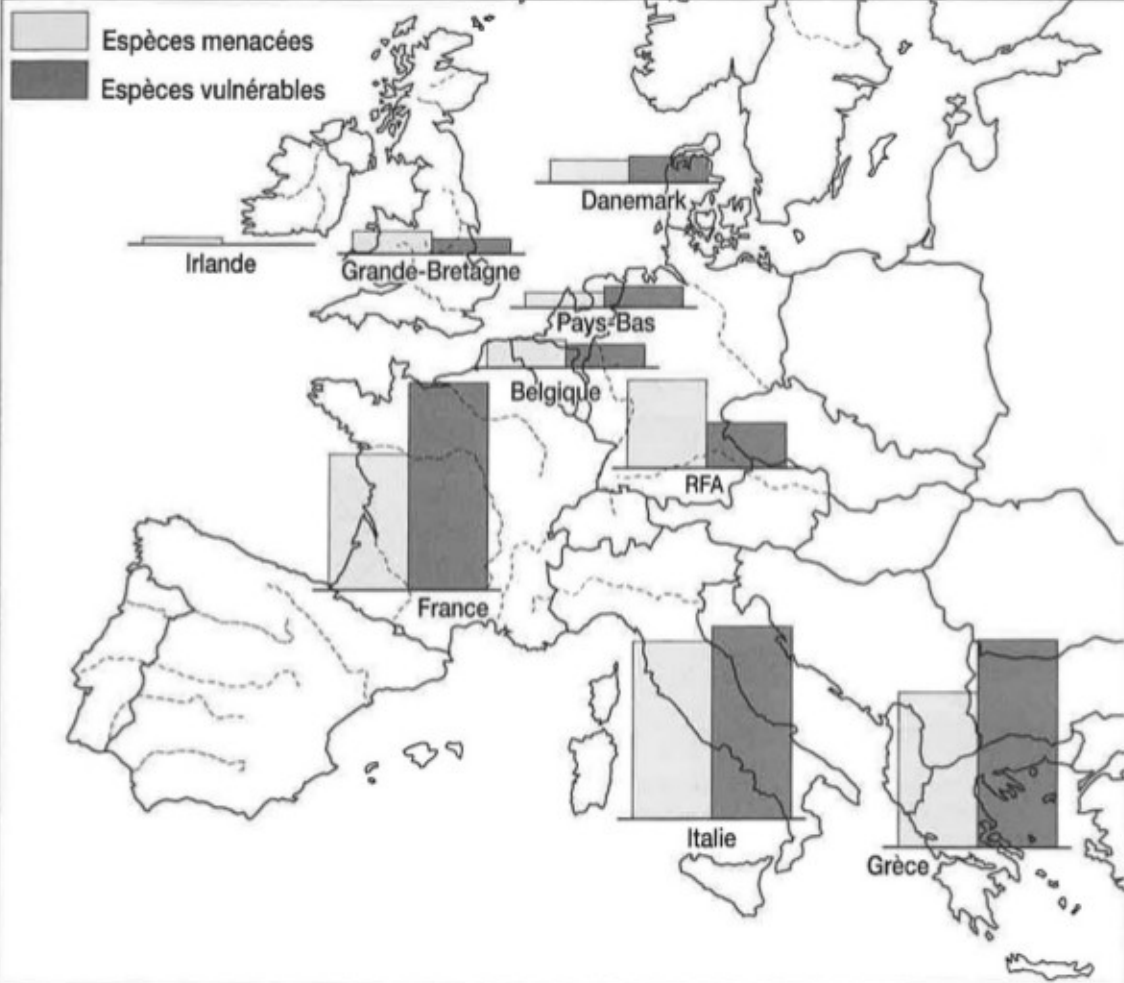 Espèces menacées
Espèces vulnérables
Danemark
Irlande
Grande-Bretagne
Pays-Bas
Belgique
RFA
France
Italie
Grèce